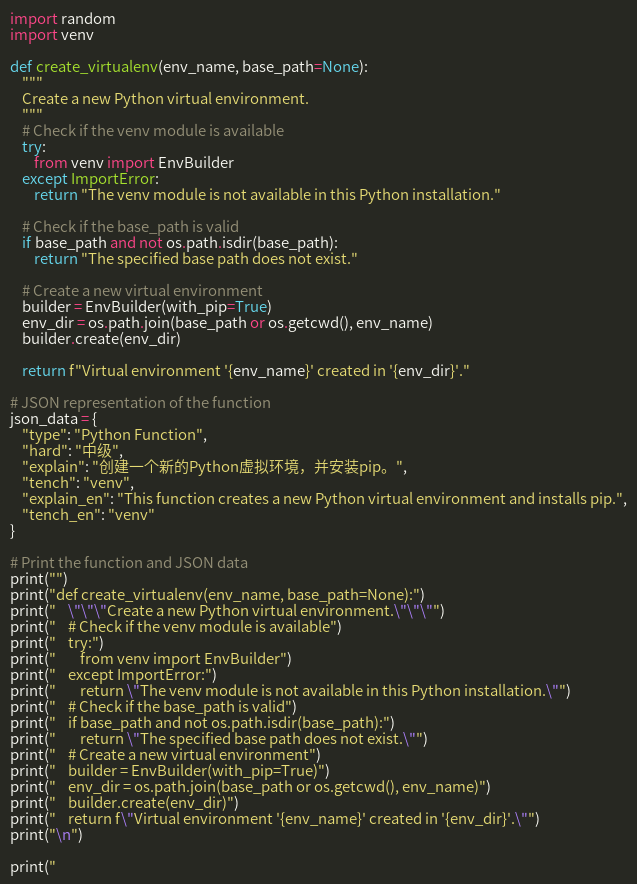 import random
import venv

def create_virtualenv(env_name, base_path=None):
    """
    Create a new Python virtual environment.
    """
    # Check if the venv module is available
    try:
        from venv import EnvBuilder
    except ImportError:
        return "The venv module is not available in this Python installation."

    # Check if the base_path is valid
    if base_path and not os.path.isdir(base_path):
        return "The specified base path does not exist."

    # Create a new virtual environment
    builder = EnvBuilder(with_pip=True)
    env_dir = os.path.join(base_path or os.getcwd(), env_name)
    builder.create(env_dir)

    return f"Virtual environment '{env_name}' created in '{env_dir}'."

# JSON representation of the function
json_data = {
    "type": "Python Function",
    "hard": "中级",
    "explain": "创建一个新的Python虚拟环境，并安装pip。",
    "tench": "venv",
    "explain_en": "This function creates a new Python virtual environment and installs pip.",
    "tench_en": "venv"
}

# Print the function and JSON data
print("")
print("def create_virtualenv(env_name, base_path=None):")
print("    \"\"\"Create a new Python virtual environment.\"\"\"")
print("    # Check if the venv module is available")
print("    try:")
print("        from venv import EnvBuilder")
print("    except ImportError:")
print("        return \"The venv module is not available in this Python installation.\"")
print("    # Check if the base_path is valid")
print("    if base_path and not os.path.isdir(base_path):")
print("        return \"The specified base path does not exist.\"")
print("    # Create a new virtual environment")
print("    builder = EnvBuilder(with_pip=True)")
print("    env_dir = os.path.join(base_path or os.getcwd(), env_name)")
print("    builder.create(env_dir)")
print("    return f\"Virtual environment '{env_name}' created in '{env_dir}'.\"")
print("\n")

print("